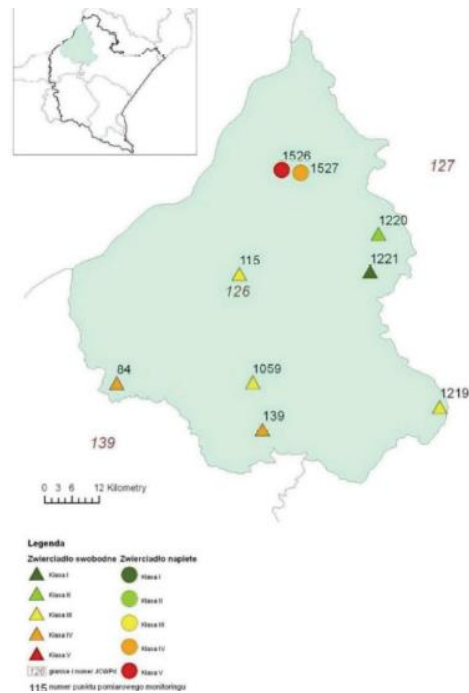 1526
1527
127
1220
115
1221
126
84
1059
1219
139
139
0 3 6 12 Kilometry
Legenda
Zwierciadło swobodne Zwierciadło napięte
Klasa I Klasa I
Klasa II Klasa II
Klasa III Klasa III
Klasa IV Klasa IV
Klasa V Klasa V
126 granica i numer JCWPd
115 numer punktu pomiarowego monitoringu